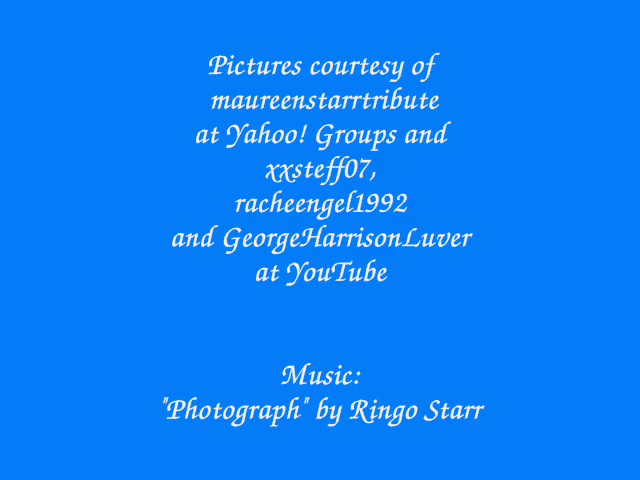 Pictures courtesy of
maureenstarrtribute
at Yahoo! Groups and
xxsteff07,
racheengel1992
and GeorgeHarrisonLuver
at YouTube
Music:
"Photograph" by Ringo Starr